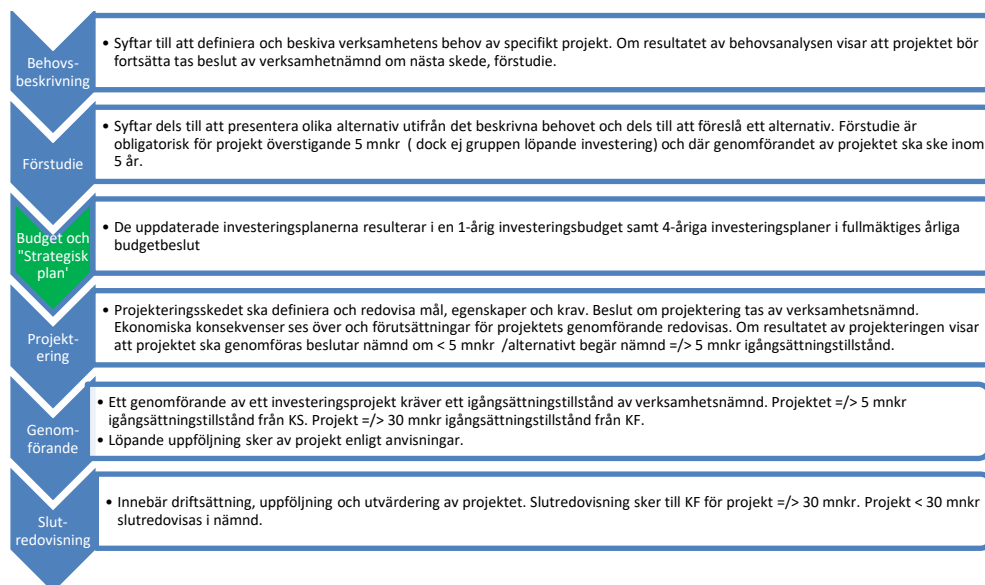 Behovs-
beskrivning
• Syftar till att definiera och beskiva verksamhetens behov av specifikt projekt. Om resultatet av behovsanalysen visar att projektet bör
fortsätta tas beslut av verksamhetnämnd om nästa skede, förstudie.
Förstudie
• Syftar dels till att presentera olika alternativ utifrån det beskrivna behovet och dels till att föreslå ett alternativ. Förstudie är
obligatorisk för projekt överstigande 5 mnkr ( dock ej gruppen löpande investering) och där genomförandet av projektet ska ske inom
5 år.
Budget och
"Strategisk
plan'
• De uppdaterade investeringsplanerna resulterar i en 1-årig investeringsbudget samt 4-åriga investeringsplaner i fullmäktiges årliga
budgetbeslut
Projekt-
ering
• Projekteringsskedet ska definiera och redovisa mål, egenskaper och krav. Beslut om projektering tas av verksamhetsnämnd.
Ekonomiska konsekvenser ses över och förutsättningar för projektets genomförande redovisas. Om resultatet av projekteringen visar
att projektet ska genomföras beslutar nämnd om < 5 mnkr /alternativt begär nämnd =/> 5 mnkr igångsättningstillstånd.
Genom-
förande
• Ett genomförande av ett investeringsprojekt kräver ett igångsättningstillstånd av verksamhetsnämnd. Projektet =/> 5 mnkr
igångsättningstillstånd från KS. Projekt =/> 30 mnkr igångsättningstillstånd från KF.
• Löpande uppföljning sker av projekt enligt anvisningar.
Slut-
redovisning
• Innebär driftsättning, uppföljning och utvärdering av projektet. Slutredovisning sker till KF för projekt =/> 30 mnkr. Projekt < 30 mnkr
slutredovisas i nämnd.